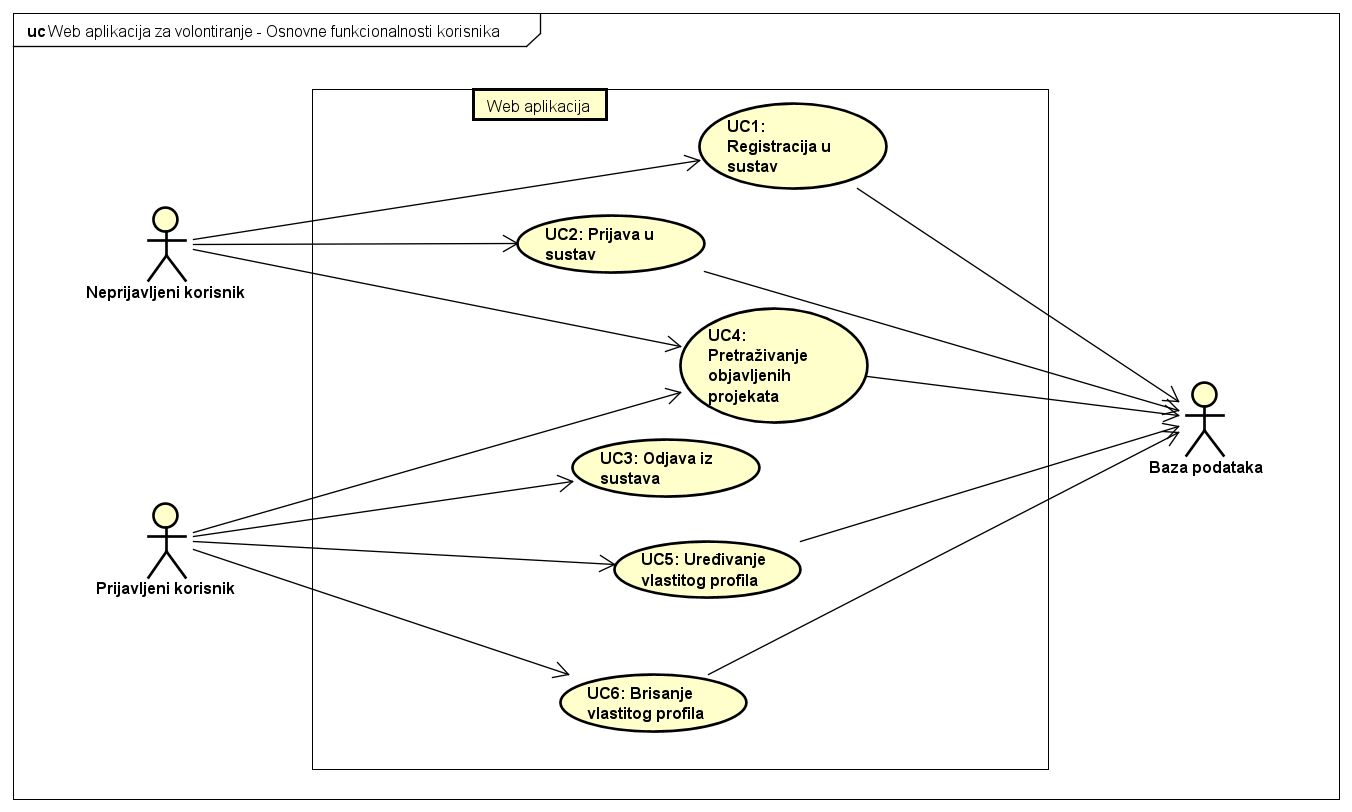 uc Web aplikacija za volontiranje - Osnovne funkcionalnosti korisnika
Web aplikacija
UC1:
Registracija u
sustav
UC2: Prijava u
sustav
Neprijavljeni korisnik
UC4:
Pretraživanje
objavljenih
projekata
Baza podataka
UC3: Odjava iz
sustava
UC5: Uređivanje
vlastitog profila
Prijavljeni korisnik
UC6: Brisanje
vlastitog profila